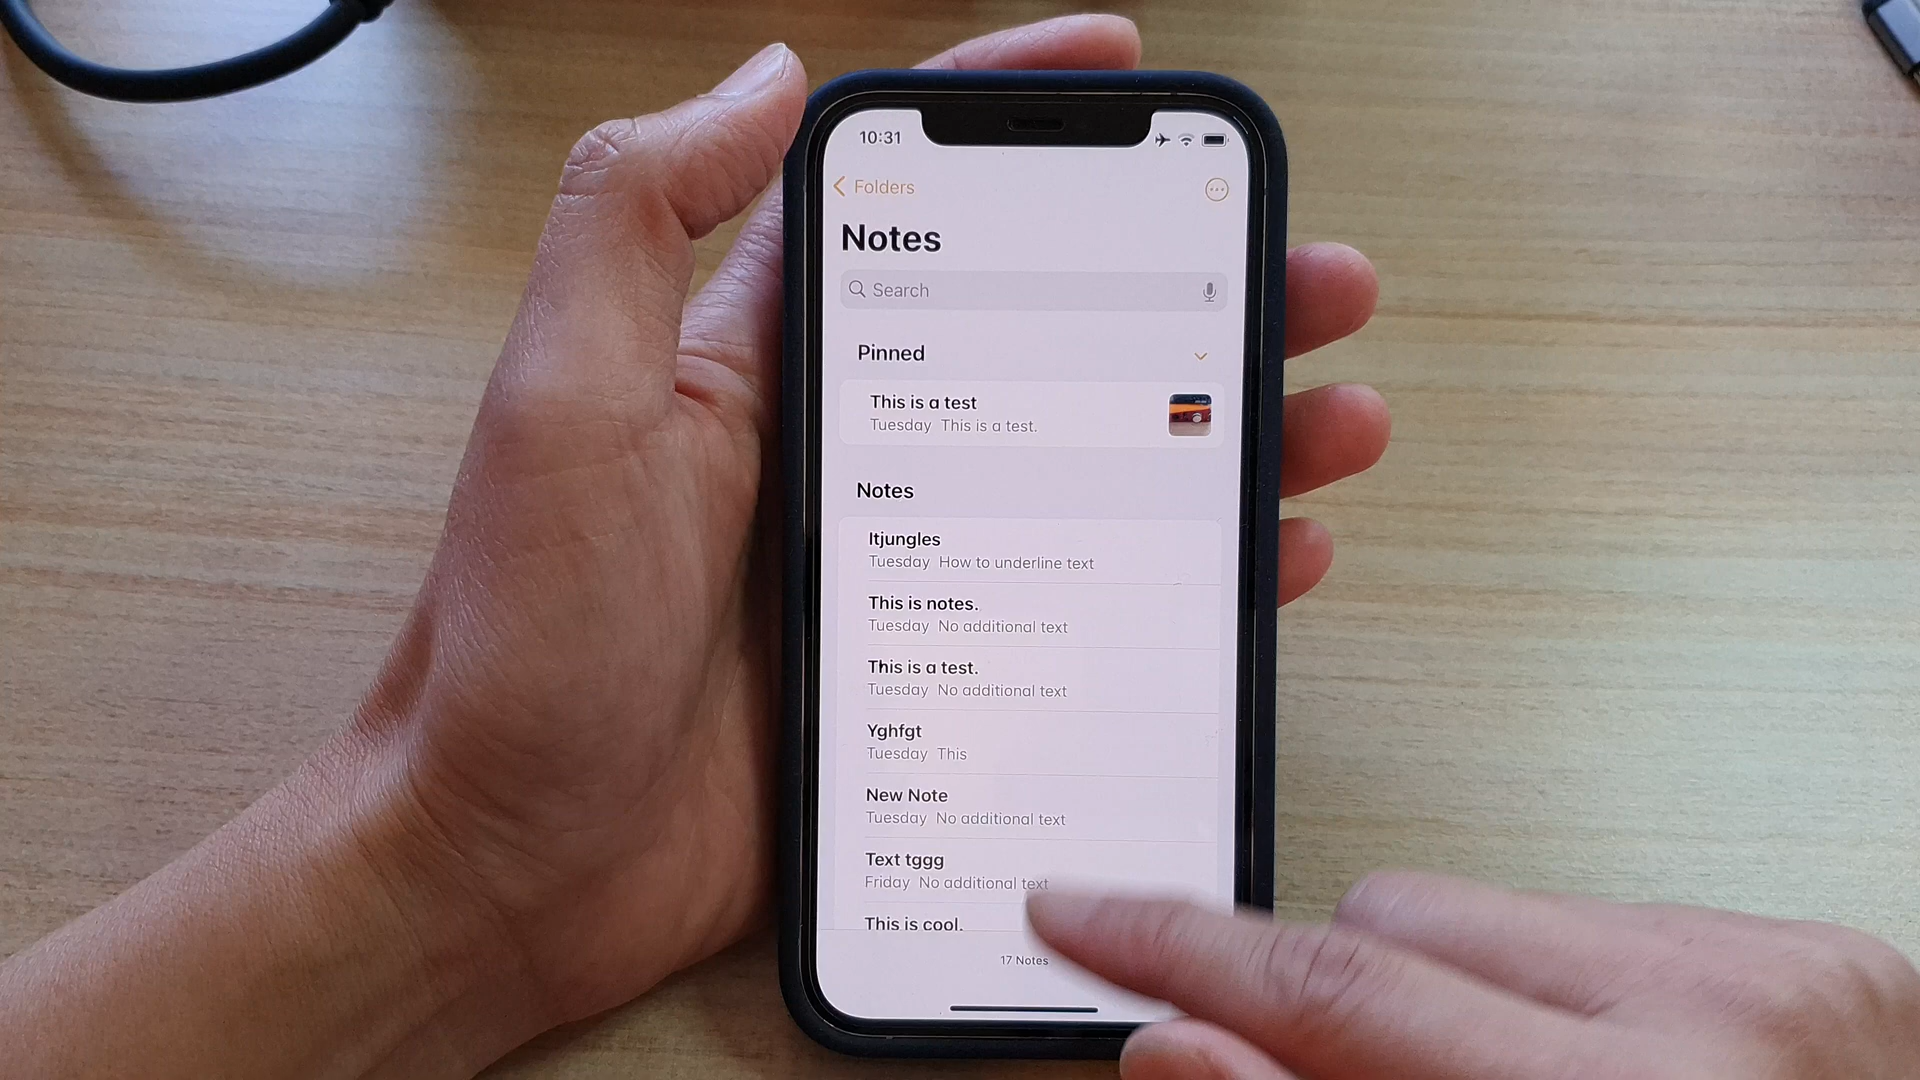 10:31
Folders
Notes
Search
Pinned
This is a test
Tuesday This is a test.
Notes
Itjungles
Tuesday How to underline text
This is notes.
Tuesday No additional text
This is a test.
Tuesday No additional text
Yghfgt
Tuesday This
New Note
Tuesday No additional text
Text tggg
Friday No additional text
This is cool.
17 Notes